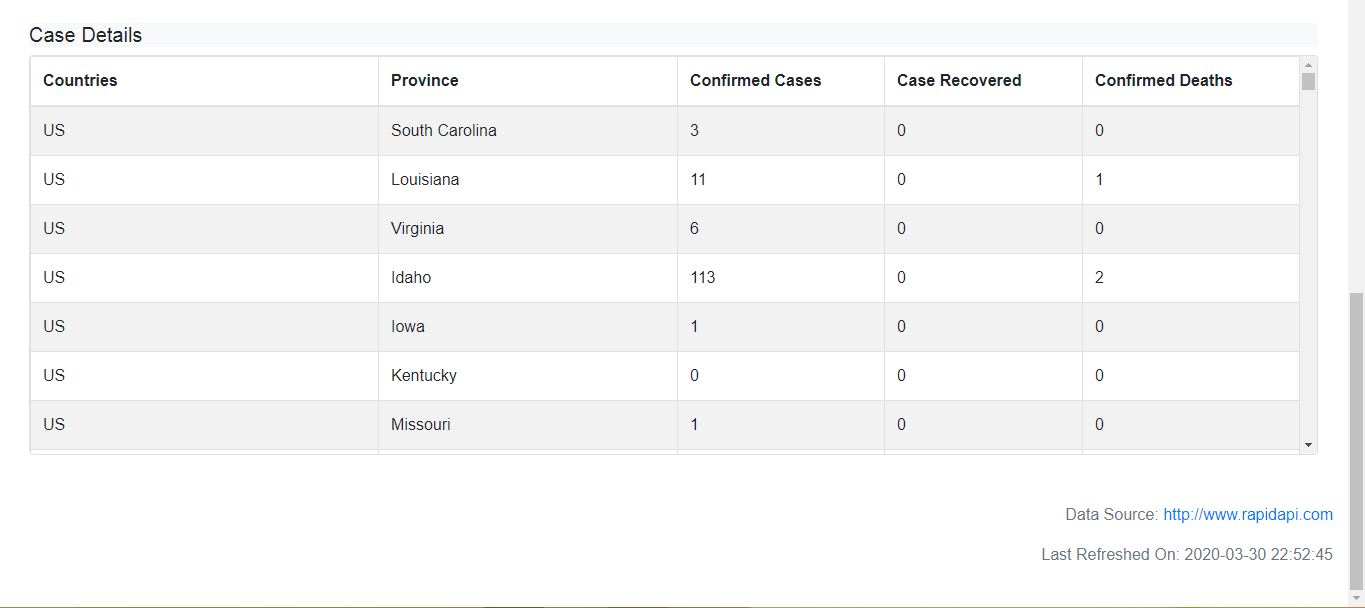 Case Details
Countries Province Confirmed Cases Case Recovered Confirmed Deaths
US South Carolina 3 0 0
US Louisiana 11 0 1
US Virginia 6 0 0
US Idaho 113 0 2
US Iowa 1 0 0
US Kentucky 0 0 0
US Missouri 1 0 0
Data Source: http://www.rapidapi.com
Last Refreshed On: 2020-03-30 22:52:45